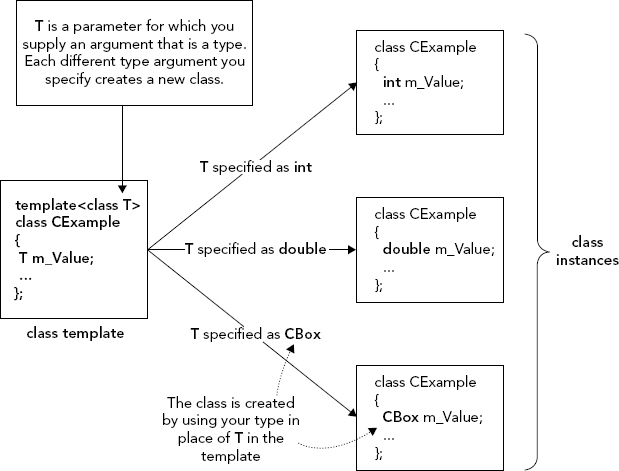 T is a parameter for which you
supply an argument that is a type.
Each different type argument you
specify creates a new class.
class CExample
{
int m_Value;
...
};
T specified as int
template<class T>
class CExample
{
T m_Value;
...
};
class template
class CExample
{
double m_Value;
...
};
T specified as double
class
instances
T specified as CBox
class CExample
{
CBox m_Value;
...
};
The class is created
by using your type in
place of T in the
template